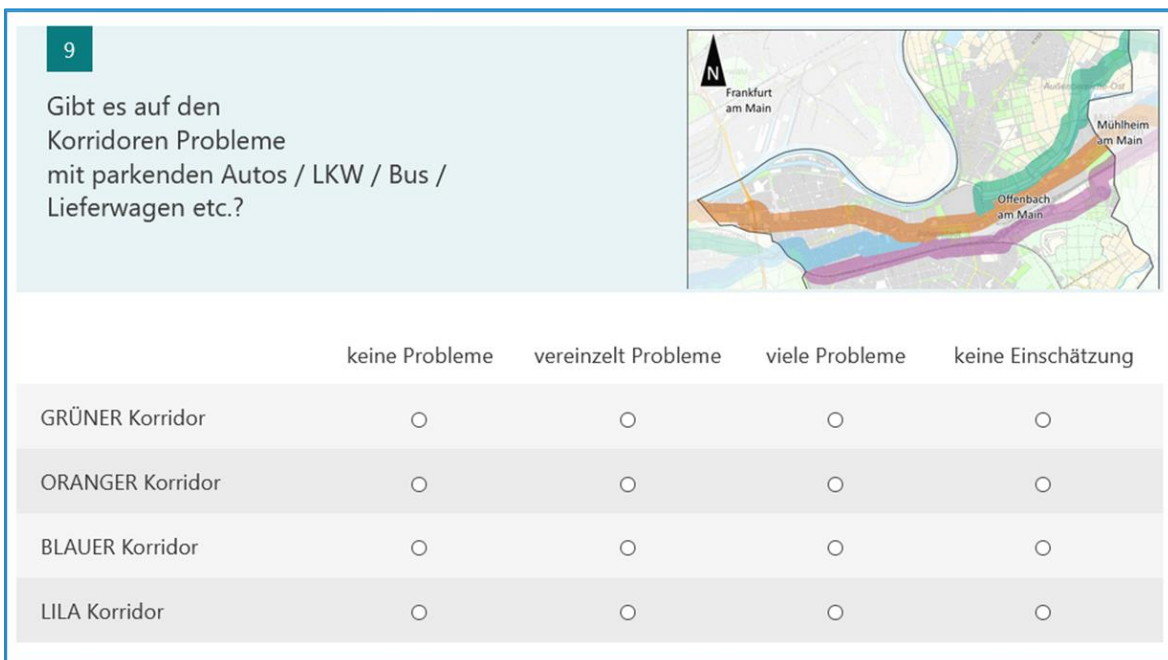 9
Gibt es auf den
Korridoren Probleme
mit parkenden Autos / LKW / Bus /
Lieferwagen etc.?
N
Frankfurt
am Main
Mühlheim
am Main
Offenbach
am Main
keine Probleme vereinzelt Probleme viele Probleme keine Einschätzung
GRÜNER Korridor
ORANGER Korridor
BLAUER Korridor
LILA Korridor